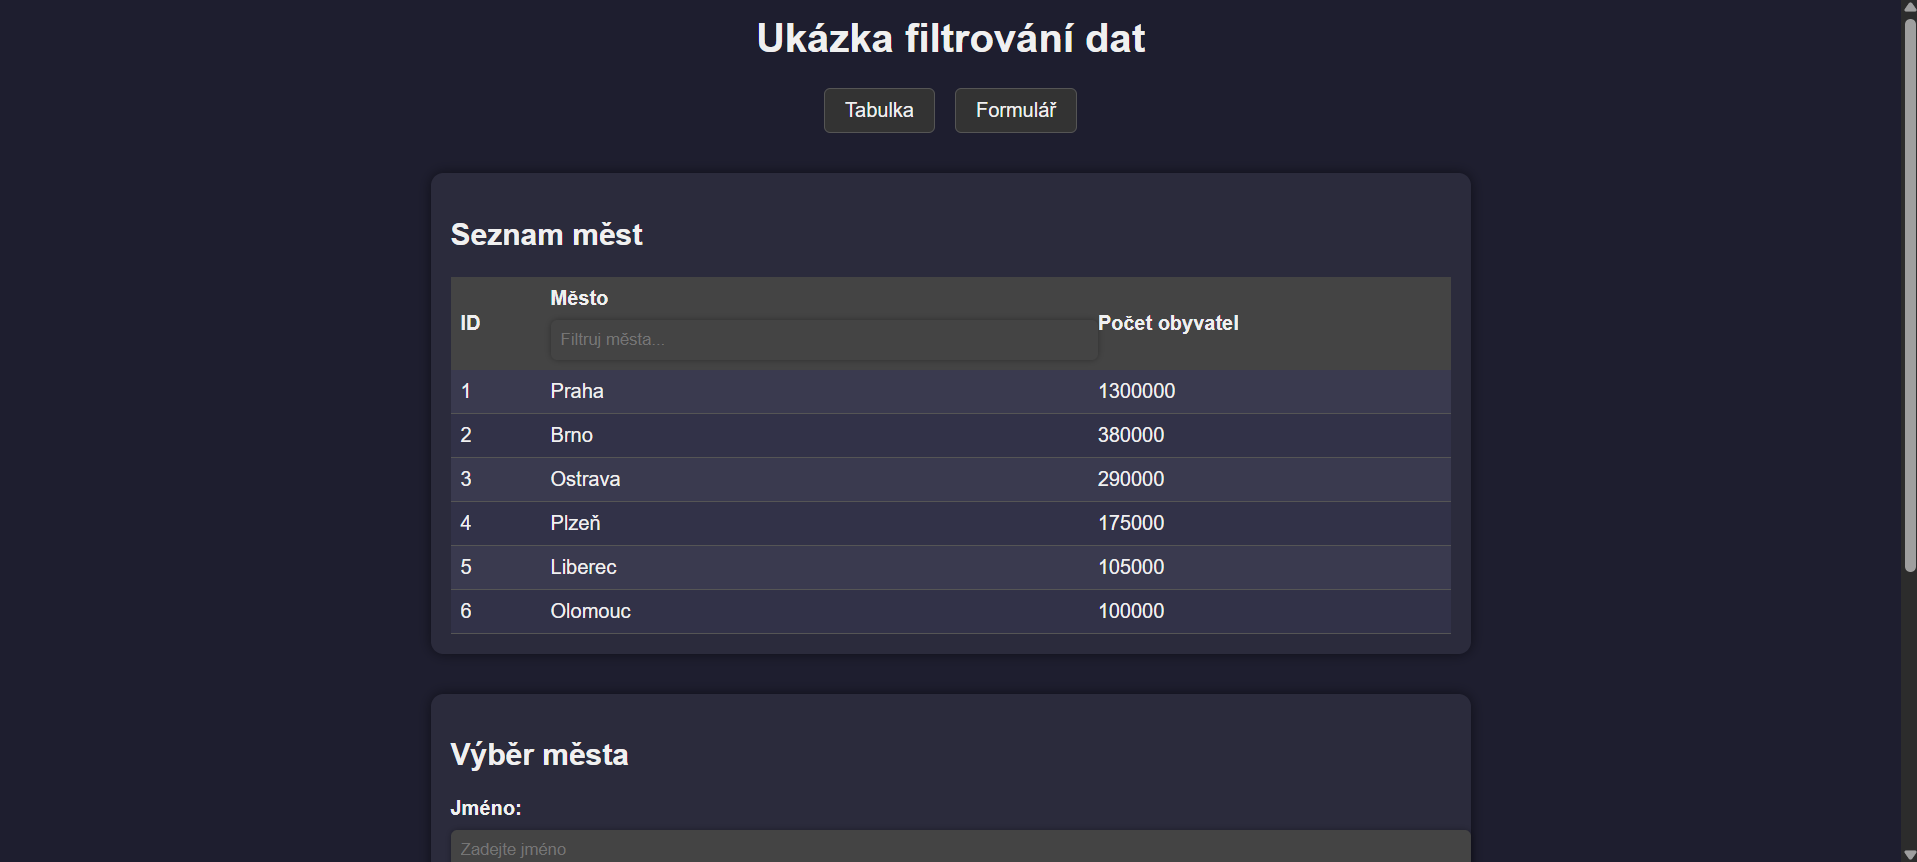 Ukázka filtrování dat
Tabulka Formulář
Seznam měst
ID Město Počet obyvatel
Filtruj města...
1 Praha 1300000
2 Brno 380000
3 Ostrava 290000
4 Plzeň 175000
5 Liberec 105000
6 Olomouc 100000
Výběr města
Jméno:
Zadejte jméno